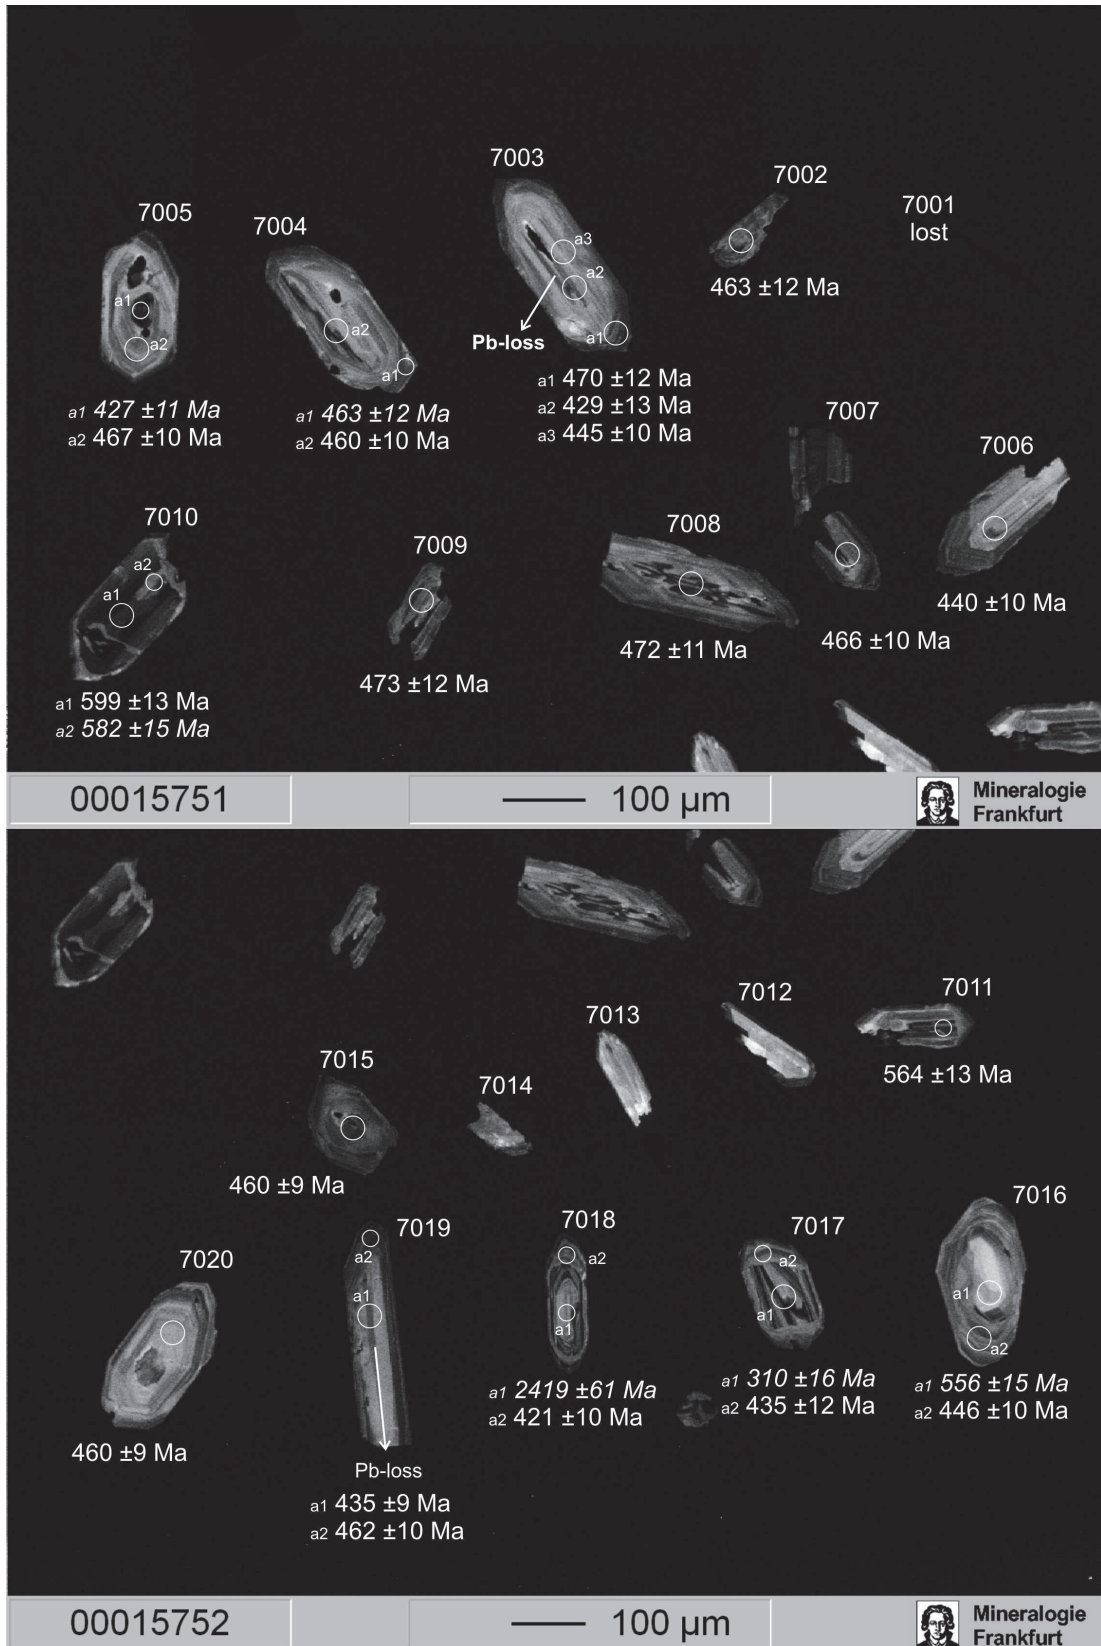 7003
7002
7001
lost
7005
7004
a3
a2
a1
a2
a1
a2
a1
Pb-loss
463 ±12 Ma
a1 427 ±11 Ma
a2 467 ±10 Ma
a1 463 ±12 Ma
a2 460 ±10 Ma
a1 470 ±12 Ma
a2 429 ±13 Ma
a3 445 ±10 Ma
7007
7006
7010
7009
7008
a2
a1
440 ±10 Ma
466 ±10 Ma
472 ±11 Ma
473 ±12 Ma
a1 599 ±13 Ma
a2 582 ±15 Ma
00015751
100 µm
Mineralogie
Frankfurt
7013
7012
7011
564 ±13 Ma
7015
7014
460 ±9 Ma
7020
7019
7018
7017
7016
a2
a1
a2
a1
a2
a1
a1
a2
460 ±9 Ma
Pb-loss
a1 435 ±9 Ma
a2 462 ±10 Ma
a1 2419 ±61 Ma
a2 421 ±10 Ma
a1 310 ±16 Ma
a2 435 ±12 Ma
a1 556 ±15 Ma
a2 446 ±10 Ma
00015752
100 µm
Mineralogie
Frankfurt